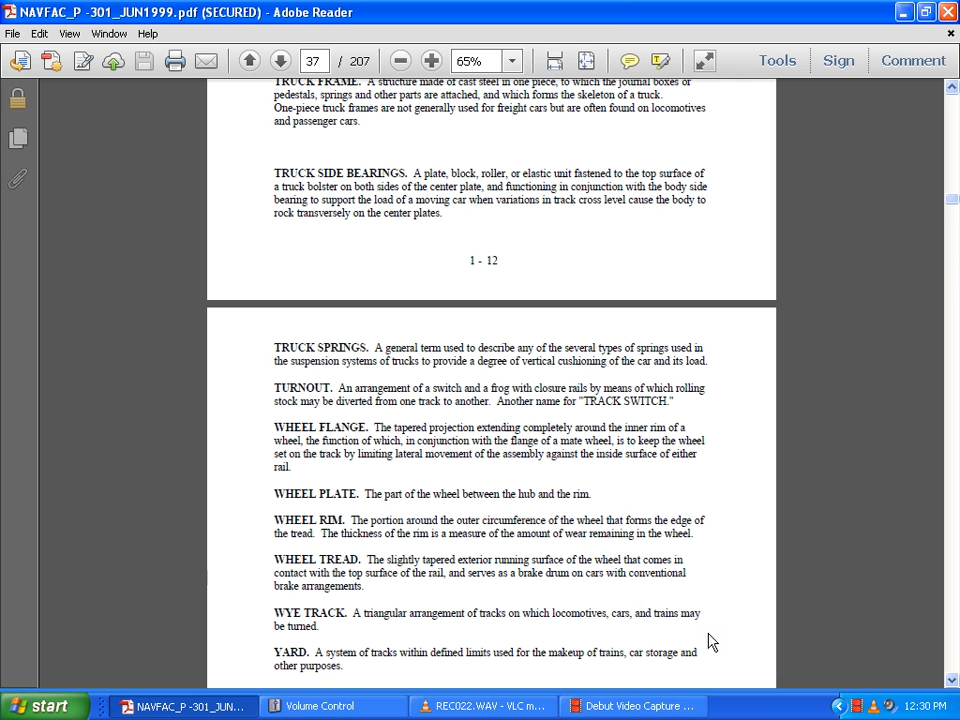 NAVFAC_P -301_JUN1999.pdf (SECURED) - Adobe Reader
File Edit View Window Help
37 / 207 65% Tools Sign Comment
TRUCK FRAME. A structure made of cast steel in one piece, to which the journal boxes or
pedestals, springs and other parts are attached, and which forms the skeleton of a truck.
One-piece truck frames are not generally used for freight cars but are often found on locomotives
and passenger cars.
TRUCK SIDE BEARINGS. A plate, block, roller, or elastic unit fastened to the top surface of
a truck bolster on both sides of the center plate, and functioning in conjunction with the body side
bearing to support the load of a moving car when variations in track cross level cause the body to
rock transversely on the center plates.
1 - 12
TRUCK SPRINGS. A general term used to describe any of the several types of springs used in
the suspension systems of trucks to provide a degree of vertical cushioning of the car and its load.
TURNOUT. An arrangement of a switch and a frog with closure rails by means of which rolling
stock may be diverted from one track to another. Another name for "TRACK SWITCH."
WHEEL FLANGE. The tapered projection extending completely around the inner rim of a
wheel, the function of which, in conjunction with the flange of a mate wheel, is to keep the wheel
set on the track by limiting lateral movement of the assembly against the inside surface of either
rail.
WHEEL PLATE. The part of the wheel between the hub and the rim.
WHEEL RIM. The portion around the outer circumference of the wheel that forms the edge of
the tread. The thickness of the rim is a measure of the amount of wear remaining in the wheel.
WHEEL TREAD. The slightly tapered exterior running surface of the wheel that comes in
contact with the top surface of the rail, and serves as a brake drum on cars with conventional
brake arrangements.
WYE TRACK. A triangular arrangement of tracks on which locomotives, cars, and trains may
be turned.
YARD. A system of tracks within defined limits used for the makeup of trains, car storage and
other purposes.
start NAVFAC_P -301_JUN... Volume Control REC022.WAV - VLC m... Debut Video Capture ... 12:30 PM